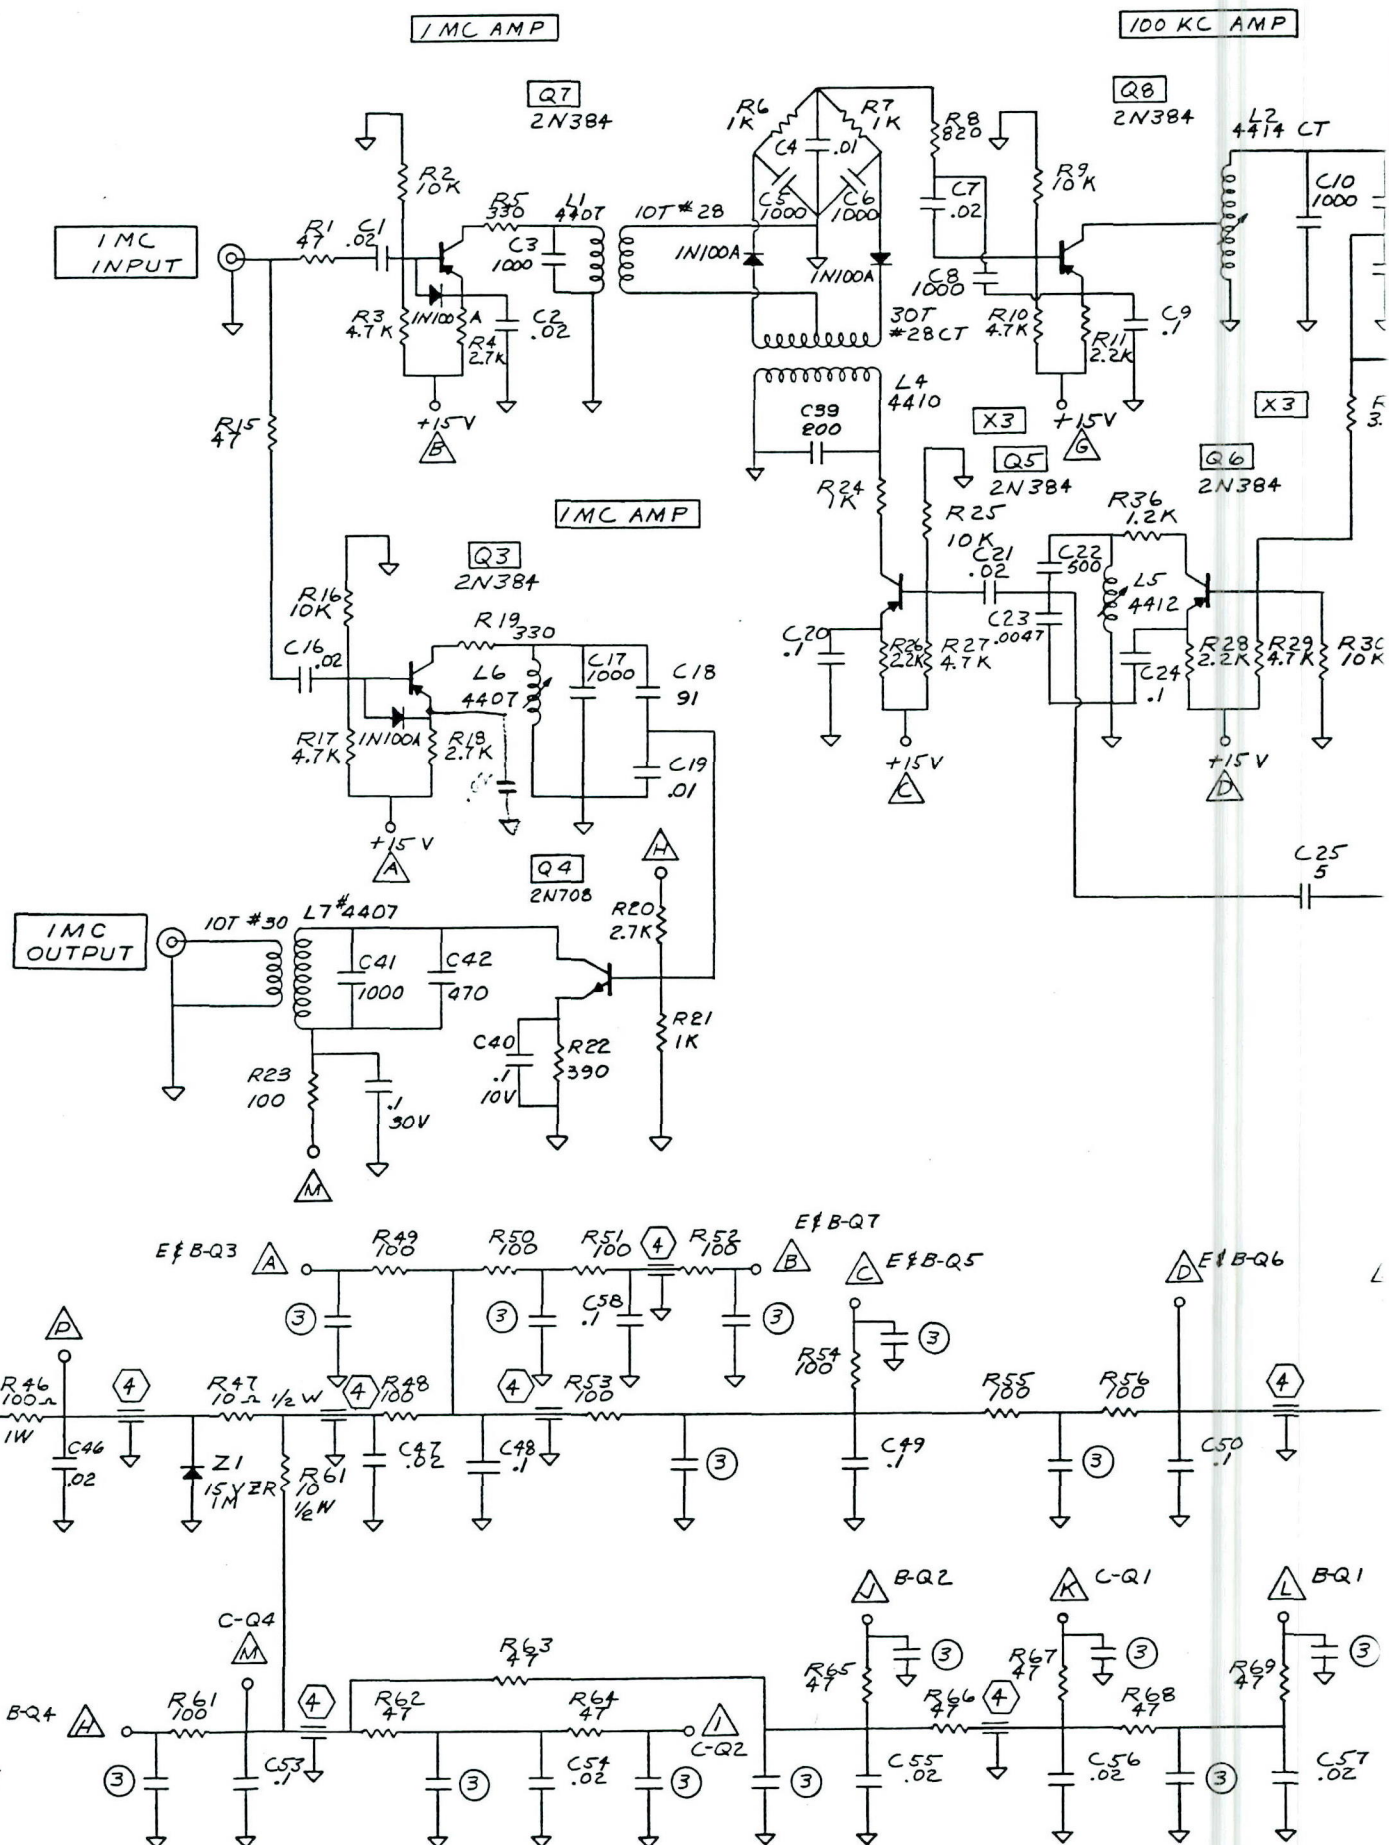 1 MC AMP
100 KC AMP
Q7
2N384
Q8
2N384
R6
1K
R7
1K
C4
.01
R8
820
L2
4414 CT
R2
10K
R5
330
L1
4407
10T #28
C5
1000
C6
1000
C7
.02
R9
10K
C10
1000
1 MC
INPUT
R1
47
C1
.02
C3
1000
1N100A
1N100A
C8
1000
R3
4.7K
1N100A
R4
2.7K
C2
.02
30T
#28CT
R10
4.7K
R11
2.2K
C9
.1
+15V
B
L4
4410
C39
200
X3
+15V
G
X3
R15
47
Q5
2N384
Q6
2N384
R24
1K
R25
10K
R36
1.2K
3.
1MC AMP
Q3
2N384
C21
.02
C22
500
L5
4412
R16
10K
R19
330
C16
.02
L6
4407
C17
1000
C18
91
C20
.1
R26
2.2K
R27
4.7K
C23
.0047
C24
.1
R28
2.2K
R29
4.7K
R30
10K
R17
4.7K
1N100A
R18
2.7K
C19
.01
+15V
A
+15V
C
+15V
D
Q4
2N708
H
C25
5
1MC
OUTPUT
10T #30
L7#4407
R20
2.7K
C41
1000
C42
470
R21
1K
C40
.1
10V
R22
390
R23
100
.1
30V
M
E&B-Q3
A
R49
100
R50
100
R51
100
4
R52
100
E&B-Q7
B
C
E&B-Q5
D
E&B-Q6
3
3
C58
.1
3
3
P
R54
100
R46
100Ω
1W
4
R47
10Ω 1/2 W
4
R48
100
4
R53
100
R55
100
R56
100
4
C46
.02
Z1
15VZR
1M
R61
10
1/2W
C47
.02
C48
.1
3
C49
.1
3
C50
.1
J
B-Q2
K
C-Q1
L
B-Q1
C-Q4
M
R63
47
3
3
3
R65
47
R67
47
R69
47
B-Q4
H
R61
100
4
R62
47
R64
47
1
C-Q2
R66
47
4
R68
47
3
C53
.1
3
C54
.02
3
3
C55
.02
C56
.02
3
C57
.02